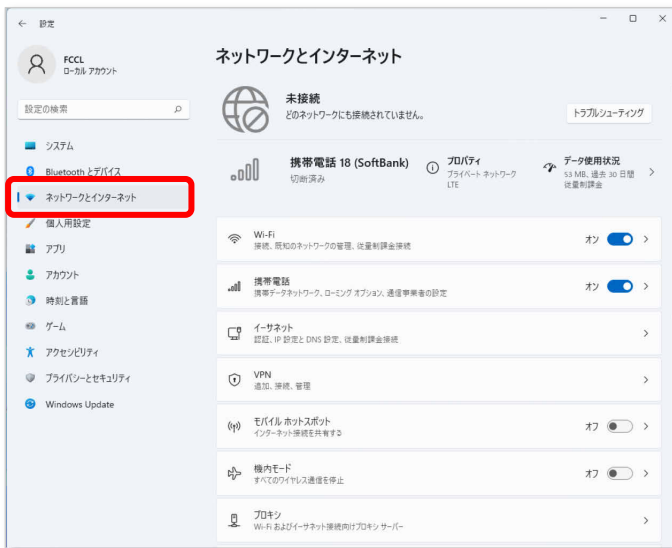 設定
FCCL
ローカル アカウント
設定の検索
システム
Bluetooth とデバイス
ネットワークとインターネット
個人用設定
アプリ
アカウント
時刻と言語
ゲーム
アクセシビリティ
プライバシーとセキュリティ
Windows Update
ネットワークとインターネット
未接続
どのネットワークにも接続されていません。
トラブルシューティング
携帯電話 18 (SoftBank)
切断済み
プロパティ
プライベート ネットワーク
LTE
データ使用状況
53 MB、過去 30 日間
従量制課金
Wi-Fi
接続、既知のネットワークの管理、従量制課金接続
オン
携帯電話
携帯データネットワーク、ローミング オプション、通信事業者の設定
オン
イーサネット
認証、IP 設定と DNS 設定、従量制課金接続
VPN
追加、接続、管理
モバイル ホットスポット
インターネット接続を共有する
オフ
機内モード
すべてのワイヤレス通信を停止
オフ
プロキシ
Wi-Fi およびイーサネット接続向けプロキシ サーバー